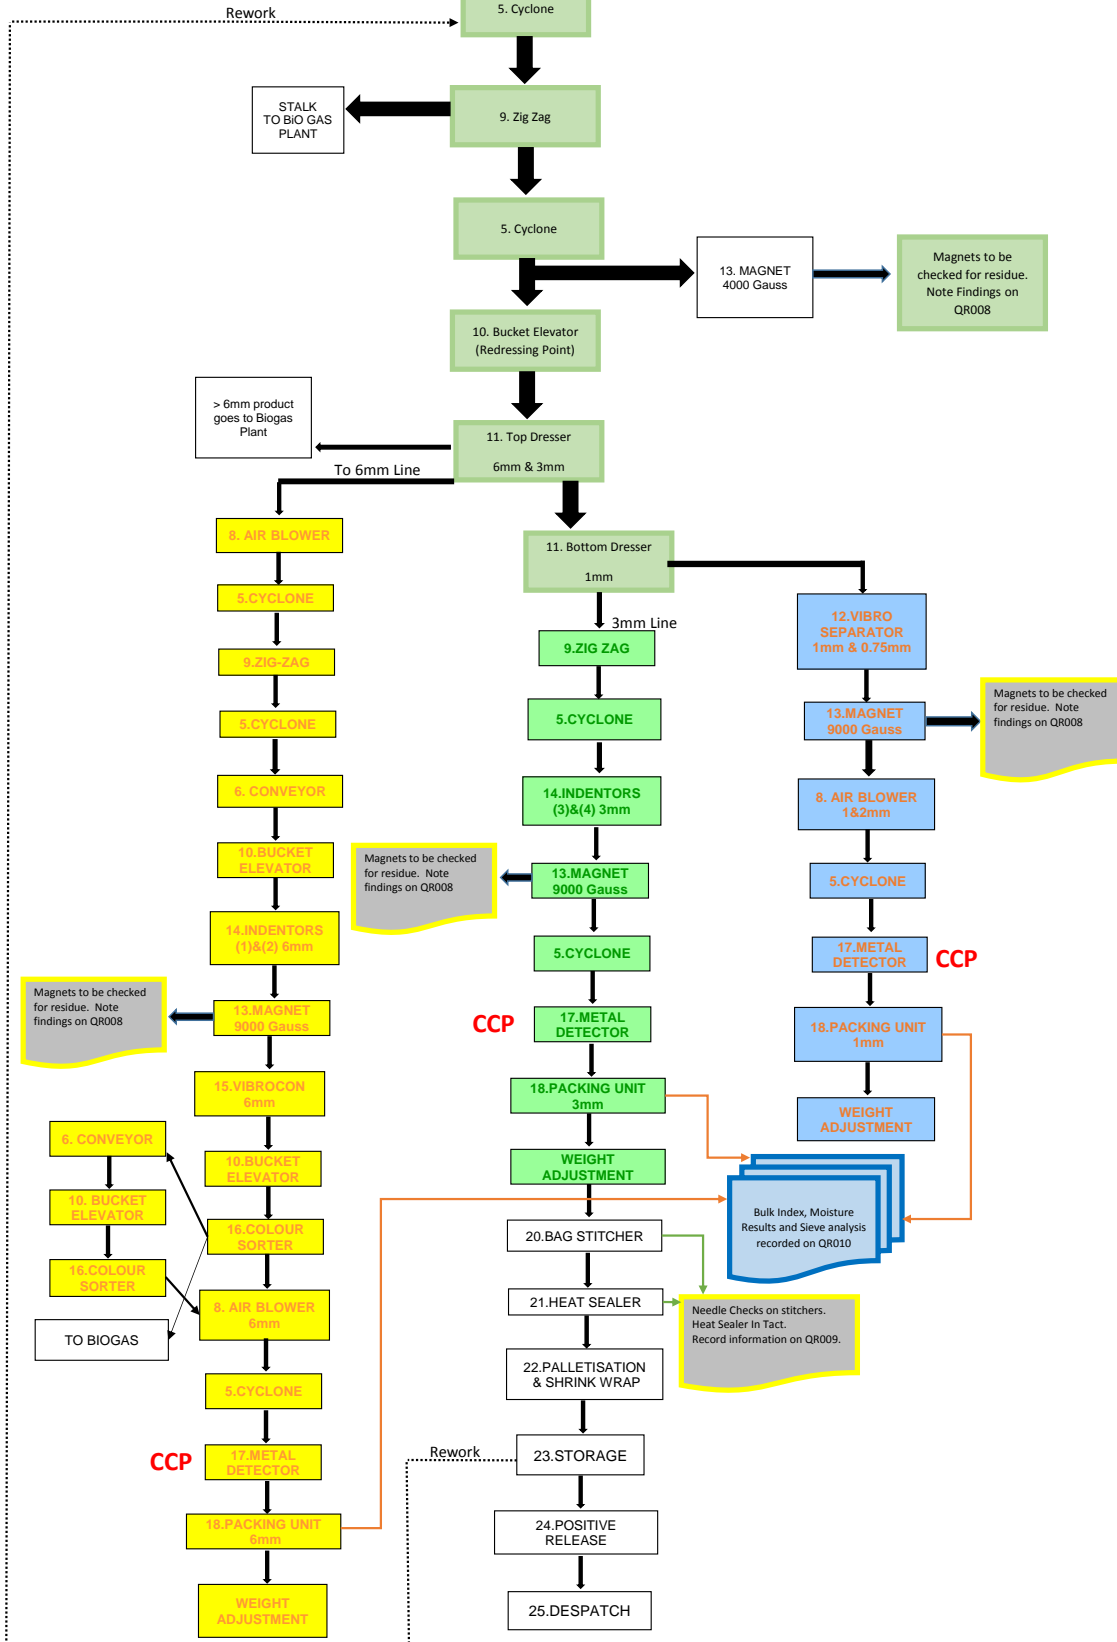 Rework
5. Cyclone
STALK
TO BiO GAS
PLANT
9. Zig Zag
5. Cyclone
13. MAGNET
4000 Gauss
Magnets to be
checked for residue.
Note Findings on
QR008
10. Bucket Elevator
(Redressing Point)
> 6mm product
goes to Biogas
Plant
11. Top Dresser
6mm & 3mm
To 6mm Line
8. AIR BLOWER
5.CYCLONE
9.ZIG-ZAG
5.CYCLONE
6. CONVEYOR
10.BUCKET
ELEVATOR
14.INDENTORS
(1)&(2) 6mm
Magnets to be checked
for residue.  Note
findings on QR008
13.MAGNET
9000 Gauss
15.VIBROCON
6mm
6. CONVEYOR
10.BUCKET
ELEVATOR
10. BUCKET
ELEVATOR
16.COLOUR
SORTER
16.COLOUR
SORTER
8. AIR BLOWER
6mm
TO BIOGAS
5.CYCLONE
CCP
17.METAL
DETECTOR
18.PACKING UNIT
6mm
WEIGHT
ADJUSTMENT
11. Bottom Dresser
1mm
3mm Line
9.ZIG ZAG
5.CYCLONE
14.INDENTORS
(3)&(4) 3mm
Magnets to be checked
for residue.  Note
findings on QR008
13.MAGNET
9000 Gauss
5.CYCLONE
CCP
17.METAL
DETECTOR
18.PACKING UNIT
3mm
WEIGHT
ADJUSTMENT
20.BAG STITCHER
21.HEAT SEALER
22.PALLETISATION
& SHRINK WRAP
Rework
23.STORAGE
24.POSITIVE
RELEASE
25.DESPATCH
12.VIBRO
SEPARATOR
1mm & 0.75mm
13.MAGNET
9000 Gauss
Magnets to be checked
for residue.  Note
findings on QR008
8. AIR BLOWER
1&2mm
5.CYCLONE
17.METAL
DETECTOR
CCP
18.PACKING UNIT
1mm
WEIGHT
ADJUSTMENT
Bulk Index, Moisture
Results and Sieve analysis
recorded on QR010
Needle Checks on stitchers.
Heat Sealer In Tact.
Record information on QR009.